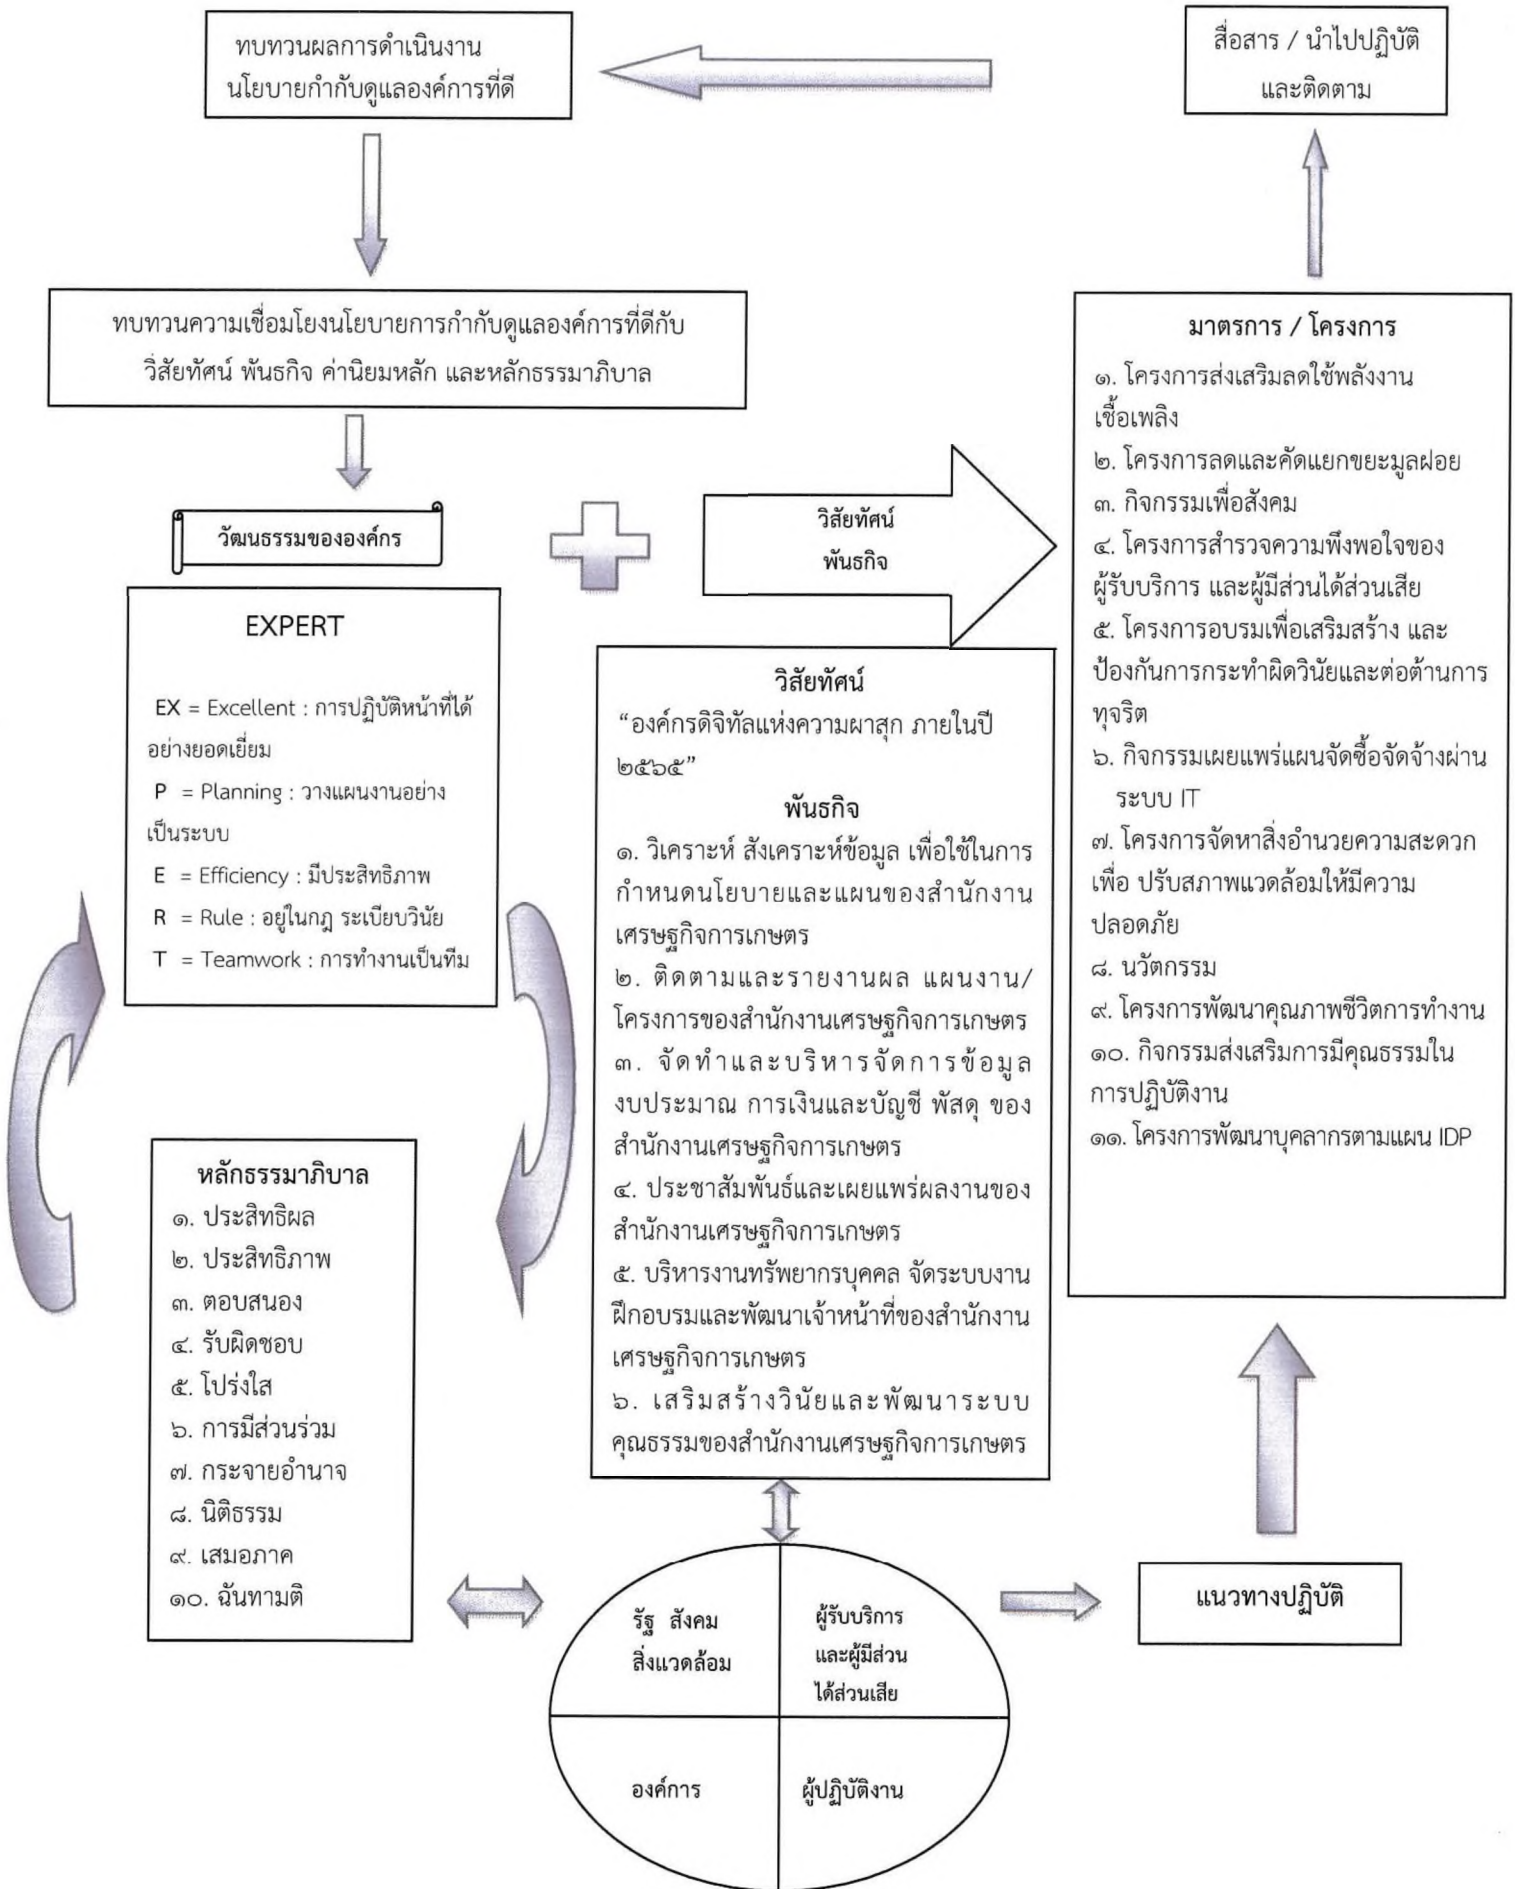 ทบทวนผลการดำเนินงาน
นโยบายกำกับดูแลองค์การที่ดี
สื่อสาร / นำไปปฏิบัติ
และติดตาม
ทบทวนความเชื่อมโยงนโยบายการกำกับดูแลองค์การที่ดีกับ
วิสัยทัศน์ พันธกิจ ค่านิยมหลัก และหลักธรรมาภิบาล
วัฒนธรรมขององค์กร
EXPERT
EX = Excellent : การปฏิบัติหน้าที่ได้
อย่างยอดเยี่ยม
P = Planning : วางแผนงานอย่าง
เป็นระบบ
E = Efficiency : มีประสิทธิภาพ
R = Rule : อยู่ในกฎ ระเบียบวินัย
T = Teamwork : การทำงานเป็นทีม
หลักธรรมาภิบาล
๑. ประสิทธิผล
๒. ประสิทธิภาพ
๓. ตอบสนอง
๔. รับผิดชอบ
๕. โปร่งใส
๖. การมีส่วนร่วม
๗. กระจายอำนาจ
๘. นิติธรรม
๙. เสมอภาค
๑๐. ฉันทามติ
วิสัยทัศน์
พันธกิจ
วิสัยทัศน์
“องค์กรดิจิทัลแห่งความผาสุก ภายในปี
๒๕๖๕”
พันธกิจ
๑. วิเคราะห์ สังเคราะห์ข้อมูล เพื่อใช้ในการ
กำหนดนโยบายและแผนของสำนักงาน
เศรษฐกิจการเกษตร
๒. ติดตามและรายงานผล แผนงาน/
โครงการของสำนักงานเศรษฐกิจการเกษตร
๓. จัดทำและบริหารจัดการข้อมูล
งบประมาณ การเงินและบัญชี พัสดุ ของ
สำนักงานเศรษฐกิจการเกษตร
๔. ประชาสัมพันธ์และเผยแพร่ผลงานของ
สำนักงานเศรษฐกิจการเกษตร
๕. บริหารงานทรัพยากรบุคคล จัดระบบงาน
ฝึกอบรมและพัฒนาเจ้าหน้าที่ของสำนักงาน
เศรษฐกิจการเกษตร
๖. เสริมสร้างวินัยและพัฒนาระบบ
คุณธรรมของสำนักงานเศรษฐกิจการเกษตร
มาตรการ / โครงการ
๑. โครงการส่งเสริมลดใช้พลังงาน
เชื้อเพลิง
๒. โครงการลดและคัดแยกขยะมูลฝอย
๓. กิจกรรมเพื่อสังคม
๔. โครงการสำรวจความพึงพอใจของ
ผู้รับบริการ และผู้มีส่วนได้ส่วนเสีย
๕. โครงการอบรมเพื่อเสริมสร้าง และ
ป้องกันการกระทำผิดวินัยและต่อต้านการ
ทุจริต
๖. กิจกรรมเผยแพร่แผนจัดซื้อจัดจ้างผ่าน
ระบบ IT
๗. โครงการจัดหาสิ่งอำนวยความสะดวก
เพื่อ ปรับสภาพแวดล้อมให้มีความ
ปลอดภัย
๘. นวัตกรรม
๙. โครงการพัฒนาคุณภาพชีวิตการทำงาน
๑๐. กิจกรรมส่งเสริมการมีคุณธรรมใน
การปฏิบัติงาน
๑๑. โครงการพัฒนาบุคลากรตามแผน IDP
แนวทางปฏิบัติ
รัฐ สังคม
สิ่งแวดล้อม
ผู้รับบริการ
และผู้มีส่วน
ได้ส่วนเสีย
องค์การ
ผู้ปฏิบัติงาน